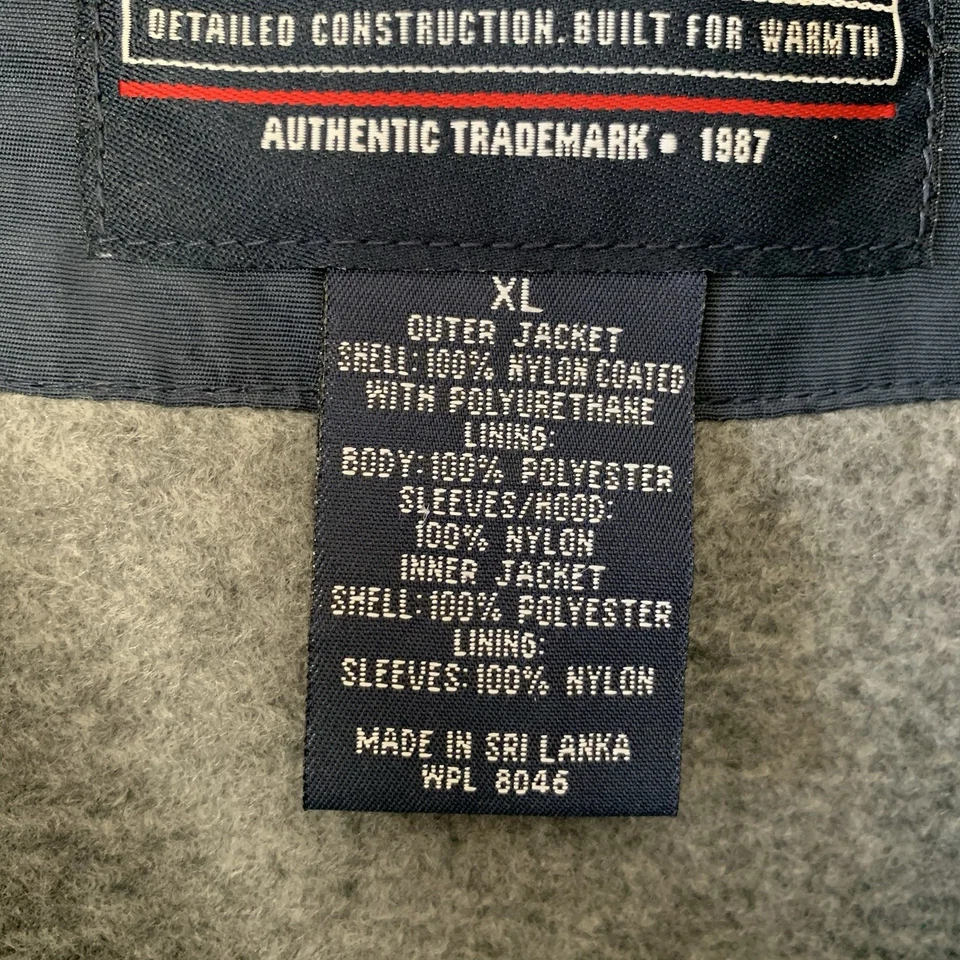 DETAILED CONSTRUCTION. BUILT FOR WARMTH
AUTHENTIC TRADEMARK • 1987
XL
OUTER JACKET
SHELL: 100% NYLON COATED
WITH POLYURETHANE
LINING:
BODY: 100% POLYESTER
SLEEVES/HOOD:
100% NYLON
INNER JACKET
SHELL: 100% POLYESTER
LINING:
SLEEVES: 100% NYLON
MADE IN SRI LANKA
WPL 8046